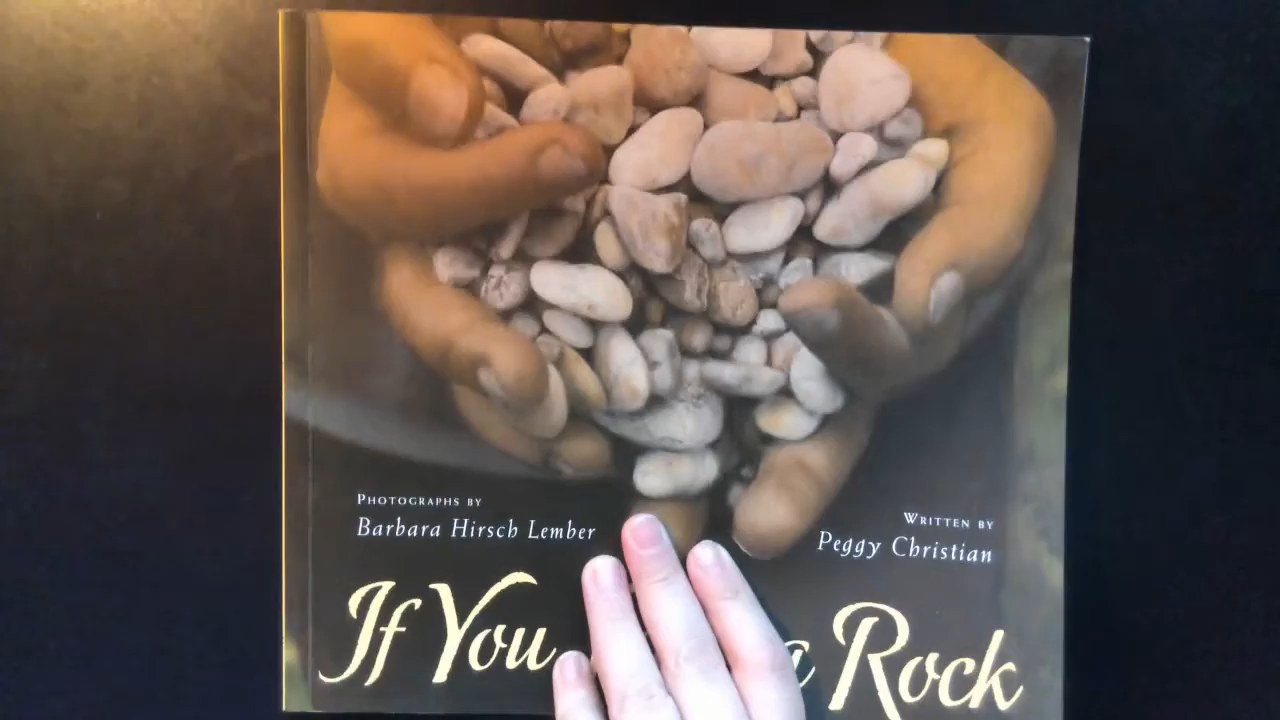 PHOTOGRAPHS BY
Barbara Hirsch Lember
WRITTEN BY
Peggy Christian
If You a Rock